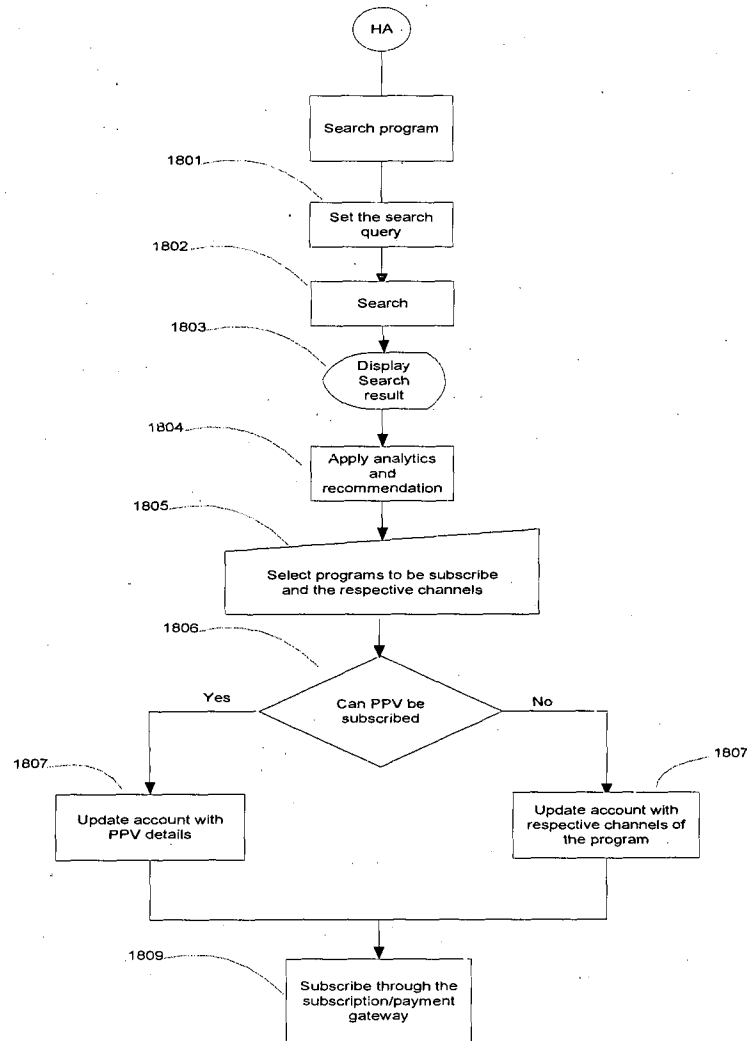 HA
Search program
1801
Set the search
query
1802
Search
1803
Display
Search
result
1804
Apply analytics
and
recommendation
1805
Select programs to be subscribe
and the respective channels
1806
Can PPV be
subscribed
Yes
No
1807
Update account with
PPV details
1807
Update account with
respective channels of
the program
1809
Subscribe through the
subscription/payment
gateway